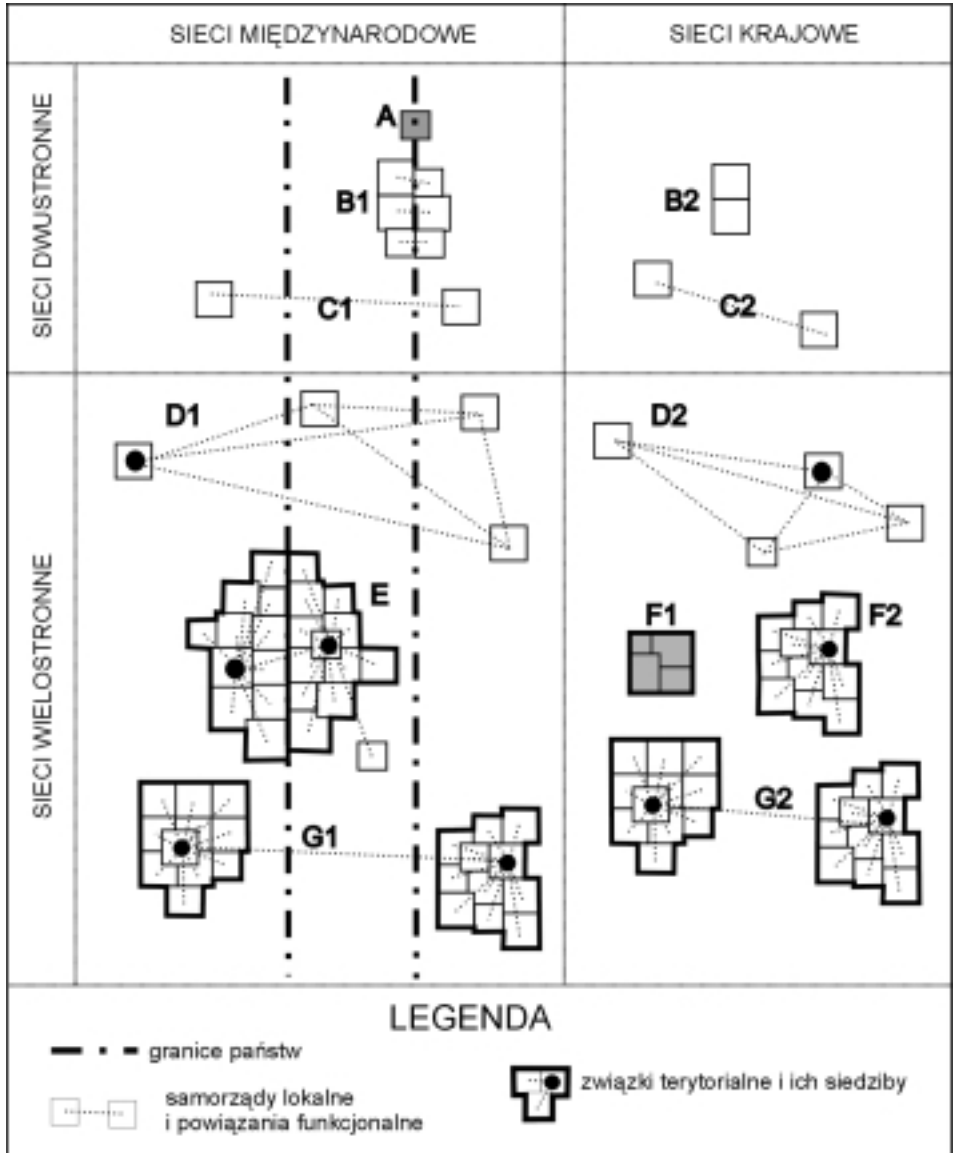 SIECI MIĘDZYNARODOWE
SIECI KRAJOWE
SIECI DWUSTRONNE
A
B1
C1
B2
C2
SIECI WIELOSTRONNE
D1
E
G1
D2
F1
F2
G2
LEGENDA
granice państw
samorządy lokalne
i powiązania funkcjonalne
związki terytorialne i ich siedziby